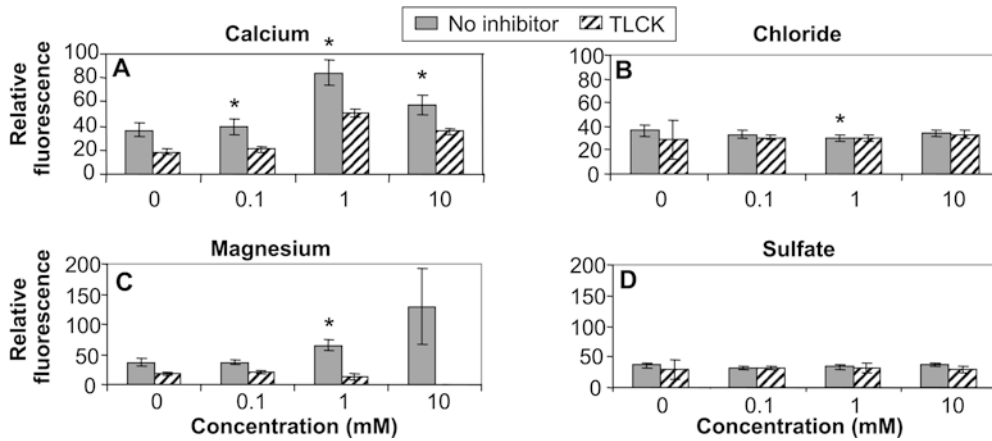 No inhibitor TLCK
Calcium Chloride
Relative fluorescence
A
100
80
60
40
20
0
* * *
0 0.1 1 10
B
100
80
60
40
20
0
*
0 0.1 1 10
Magnesium Sulfate
Relative fluorescence
C
200
150
100
50
0
*
0 0.1 1 10
Concentration (mM)
D
200
150
100
50
0
0 0.1 1 10
Concentration (mM)